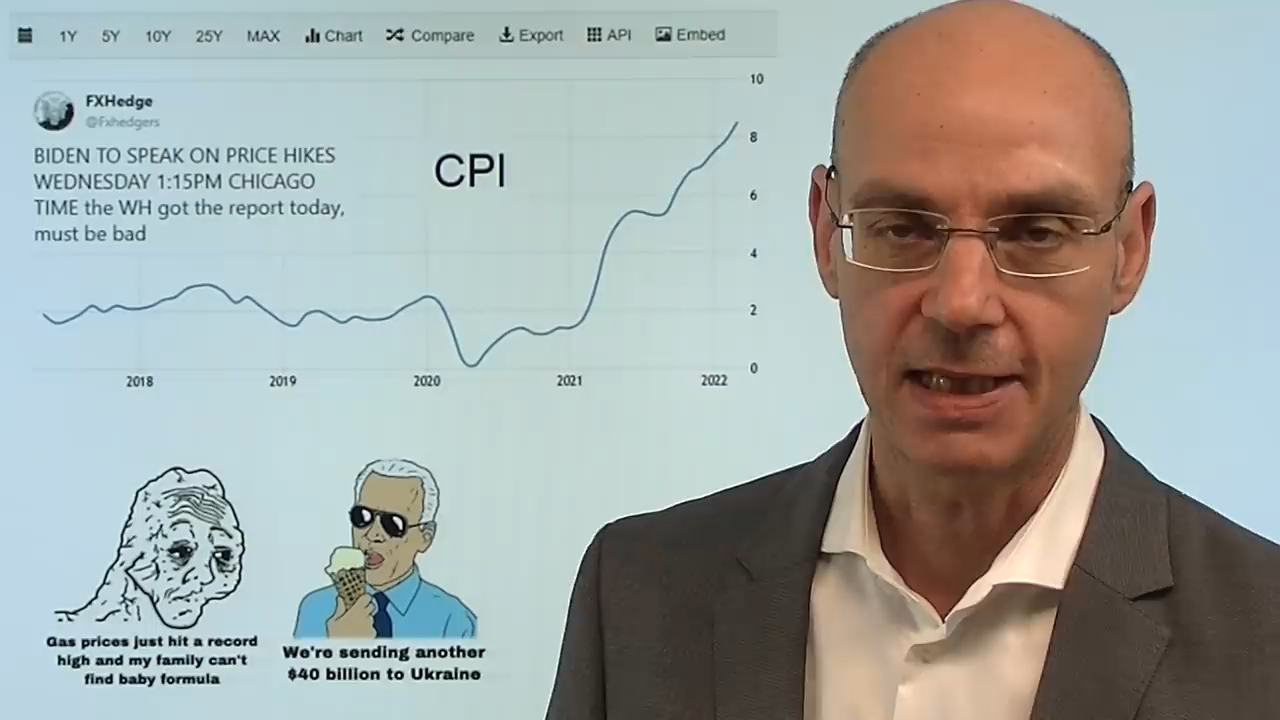 1Y 5Y 10Y 25Y MAX Chart Compare Export API Embed
FXHedge
@Fxhedgers
BIDEN TO SPEAK ON PRICE HIKES
WEDNESDAY 1:15PM CHICAGO
TIME the WH got the report today,
must be bad
CPI
10
8
6
4
2
0
2018 2019 2020 2021 2022
Gas prices just hit a record
high and my family can't
find baby formula
We're sending another
$40 billion to Ukraine